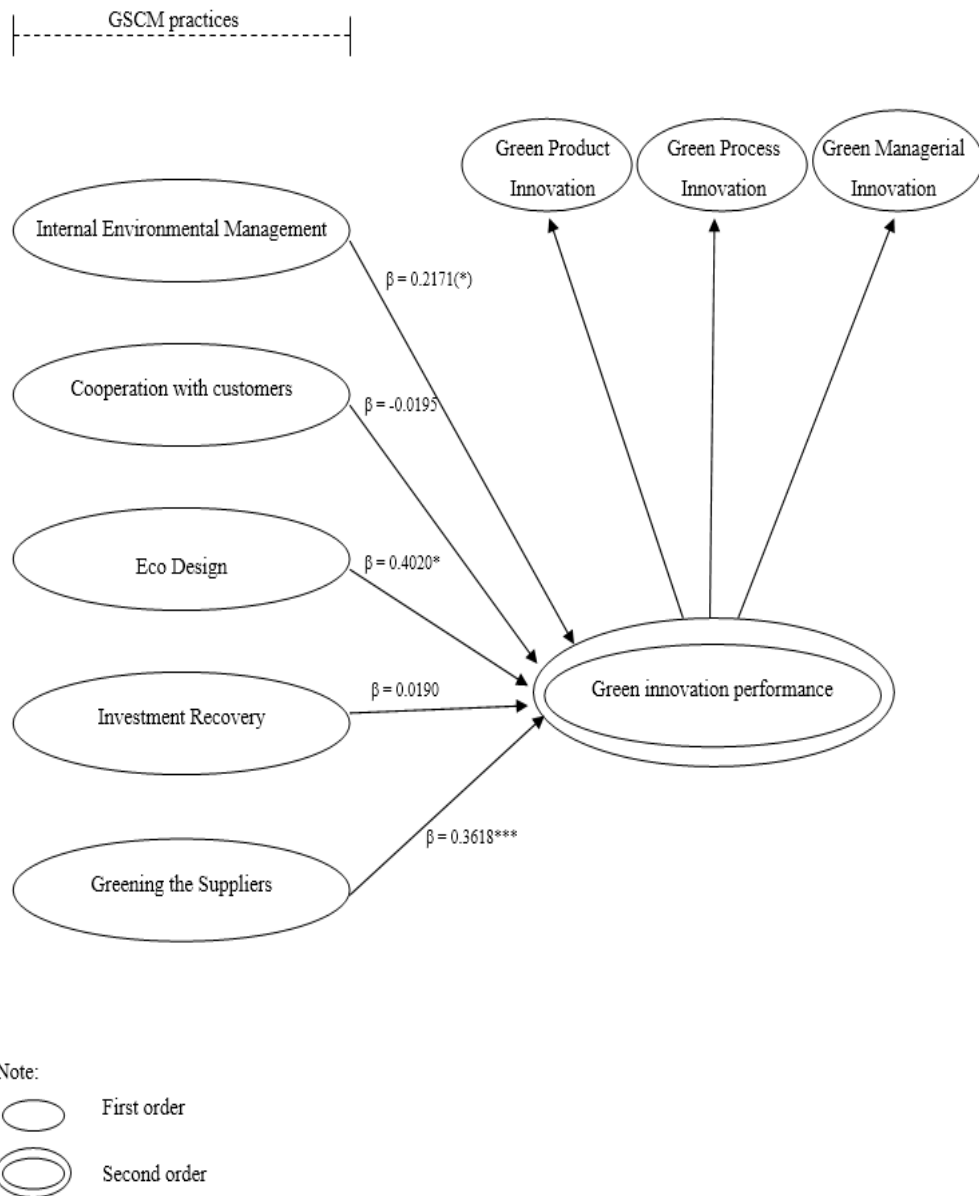 GSCM practices
Green Product
Innovation
Green Process
Innovation
Green Managerial
Innovation
Internal Environmental Management
β = 0.2171(*)
Cooperation with customers
β = -0.0195
Eco Design
β = 0.4020*
Investment Recovery
β = 0.0190
Green innovation performance
Greening the Suppliers
β = 0.3618***
Note:
First order
Second order